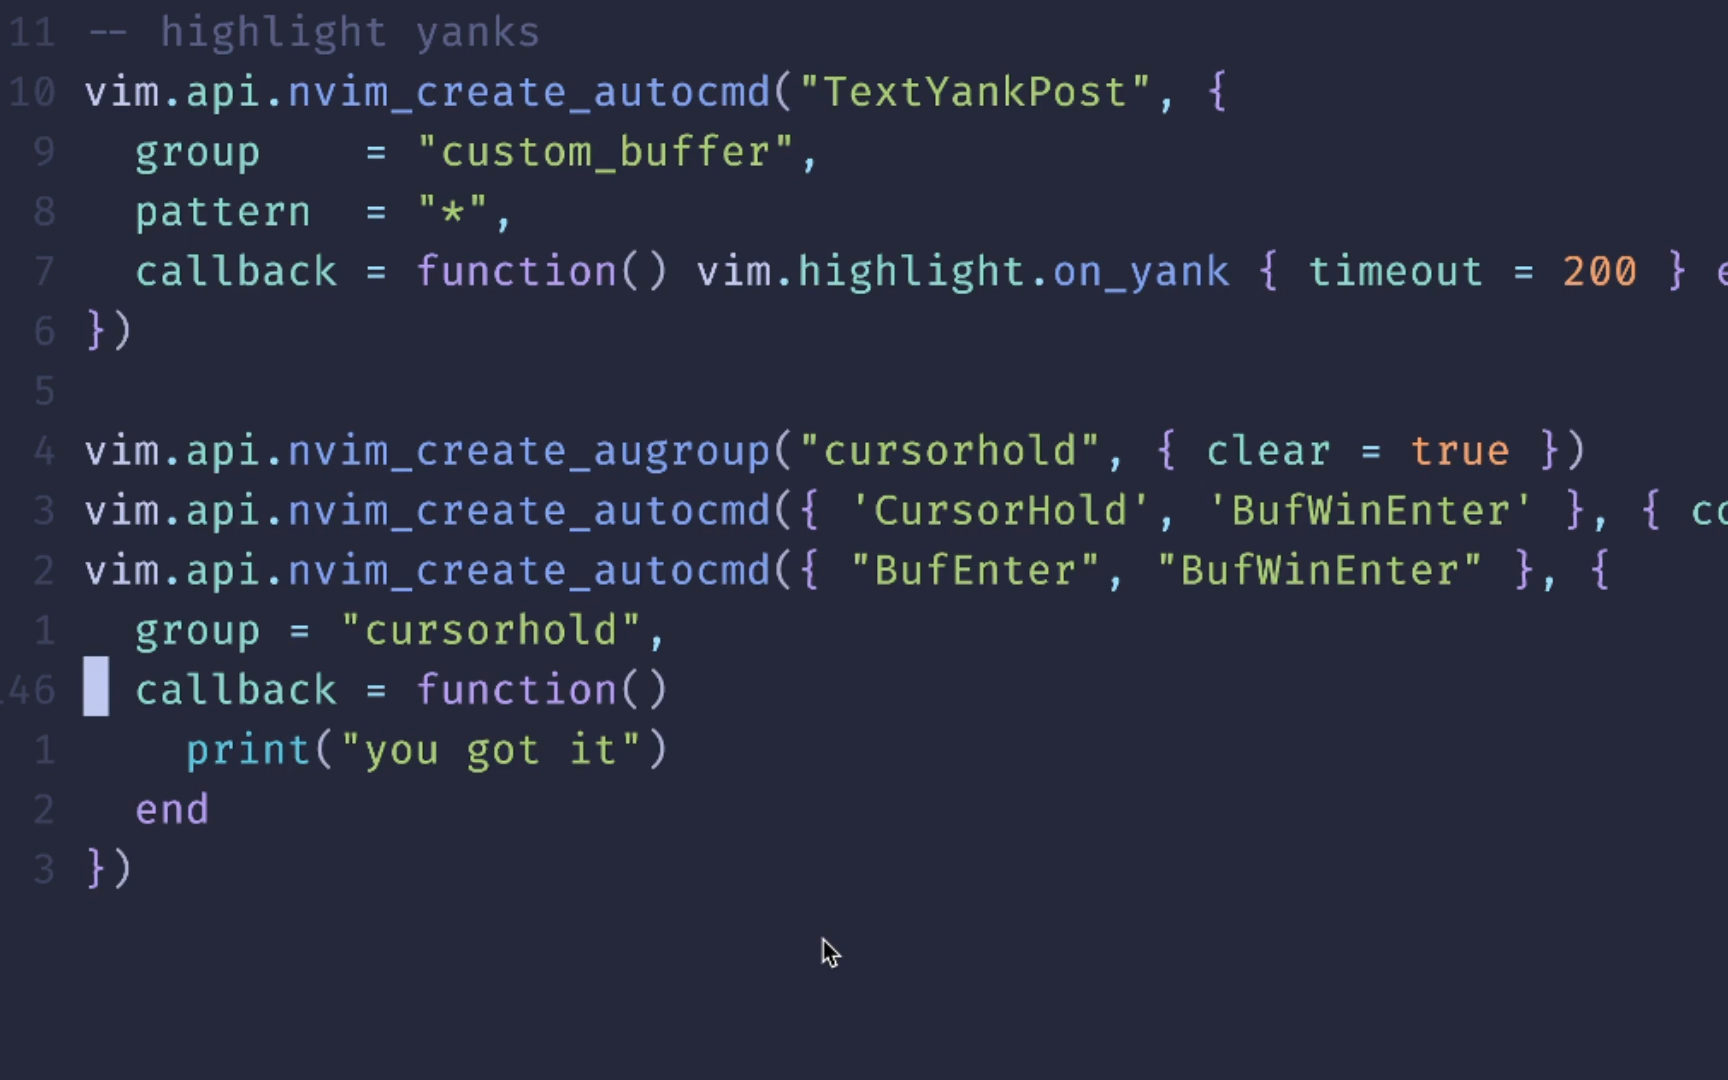 11 -- highlight yanks
10 vim.api.nvim_create_autocmd("TextYankPost", {
9   group    = "custom_buffer",
8   pattern  = "*",
7   callback = function() vim.highlight.on_yank { timeout = 200 } e
6 })
5
4 vim.api.nvim_create_augroup("cursorhold", { clear = true })
3 vim.api.nvim_create_autocmd({ 'CursorHold', 'BufWinEnter' }, { co
2 vim.api.nvim_create_autocmd({ "BufEnter", "BufWinEnter" }, {
1   group = "cursorhold",
46   callback = function()
1     print("you got it")
2   end
3 })